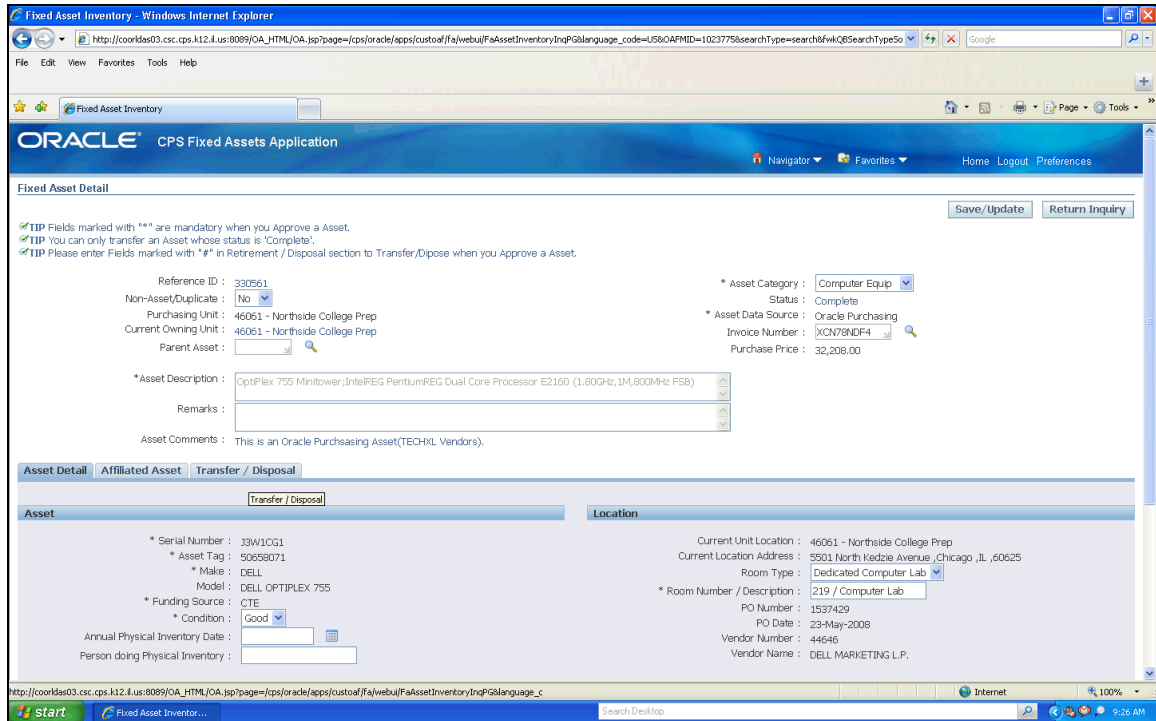 Fixed Asset Inventory - Windows Internet Explorer
http://coorldas03.csc.cps.k12.il.us:8089/OA_HTML/OA.jsp?page=/cps/oracle/apps/custoaf/fa/webui/FaAssetInventoryInqPG&language_code=US&OAFMID=1023775&searchType=search&fwkQBSearchTypeSo
Google
File Edit View Favorites Tools Help
Fixed Asset Inventory
Page Tools
ORACLE® CPS Fixed Assets Application
Navigator Favorites Home Logout Preferences
Fixed Asset Detail
Save/Update Return Inquiry
TIP Fields marked with "*" are mandatory when you Approve a Asset.
TIP You can only transfer an Asset whose status is 'Complete'.
TIP Please enter Fields marked with "#" in Retirement / Disposal section to Transfer/Dipose when you Approve a Asset.
Reference ID : 330561
Non-Asset/Duplicate : No
Purchasing Unit : 46061 - Northside College Prep
Current Owning Unit : 46061 - Northside College Prep
Parent Asset :
* Asset Category : Computer Equip
Status : Complete
* Asset Data Source : Oracle Purchasing
Invoice Number : XCN78NDF4
Purchase Price : 32,208.00
*Asset Description : OptiPlex 755 Minitower;IntelREG PentiumREG Dual Core Processor E2160 (1.80GHz,1M,800MHz FSB)
Remarks :
Asset Comments : This is an Oracle Purchsasing Asset(TECHXL Vendors).
Asset Detail Affiliated Asset Transfer / Disposal
Transfer / Disposal
Asset
* Serial Number : J3W1CG1
* Asset Tag : 50658071
* Make : DELL
Model : DELL OPTIPLEX 755
* Funding Source : CTE
* Condition : Good
Annual Physical Inventory Date :
Person doing Physical Inventory :
Location
Current Unit Location : 46061 - Northside College Prep
Current Location Address : 5501 North Kedzie Avenue ,Chicago ,IL ,60625
Room Type : Dedicated Computer Lab
* Room Number / Description : 219 / Computer Lab
PO Number : 1537429
PO Date : 23-May-2008
Vendor Number : 44646
Vendor Name : DELL MARKETING L.P.
http://coorldas03.csc.cps.k12.il.us:8089/OA_HTML/OA.jsp?page=/cps/oracle/apps/custoaf/fa/webui/FaAssetInventoryInqPG&language_c
Internet 100%
start Fixed Asset Inventor... Search Desktop 9:26 AM